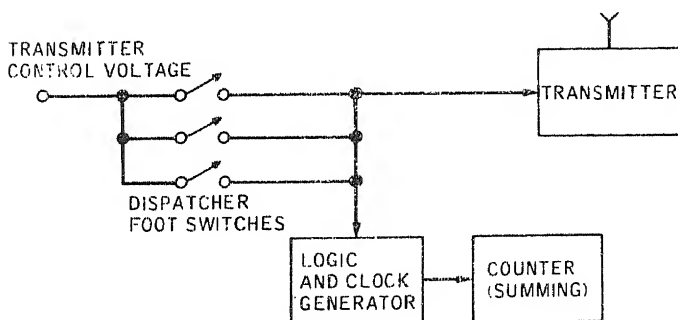 TRANSMITTER
CONTROL VOLTAGE
TRANSMITTER
DISPATCHER
FOOT SWITCHES
LOGIC
AND CLOCK
GENERATOR
COUNTER
(SUMMING)